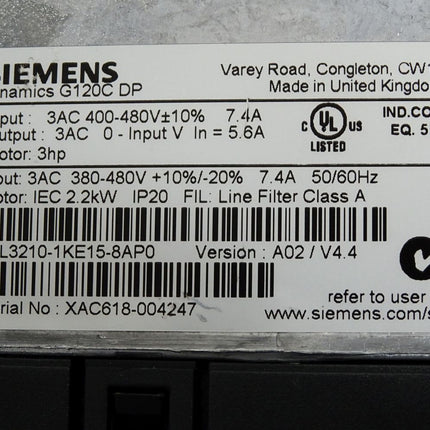 SIEMENS
Varey Road, Congleton, CW1
namics G120C DP
Made in United Kingdo
put : 3AC 400-480V±10% 7.4A
utput : 3AC 0 - Input V In = 5.6A
otor: 3hp
c UL US
LISTED
IND.CO
EQ. 5
put: 3AC 380-480V +10%/-20% 7.4A 50/60Hz
tor: IEC 2.2kW IP20 FIL: Line Filter Class A
L3210-1KE15-8AP0 Version : A02 / V4.4
rial No : XAC618-004247
refer to user
www.siemens.com/s